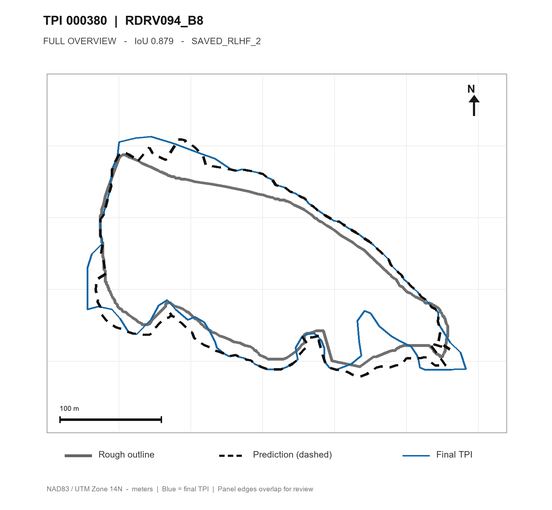 TPI 000380 | RDRV094_B8
FULL OVERVIEW - IoU 0.879 - SAVED_RLHF_2
N
100 m
Rough outline Prediction (dashed) Final TPI
NAD83 / UTM Zone 14N - meters | Blue = final TPI | Panel edges overlap for review